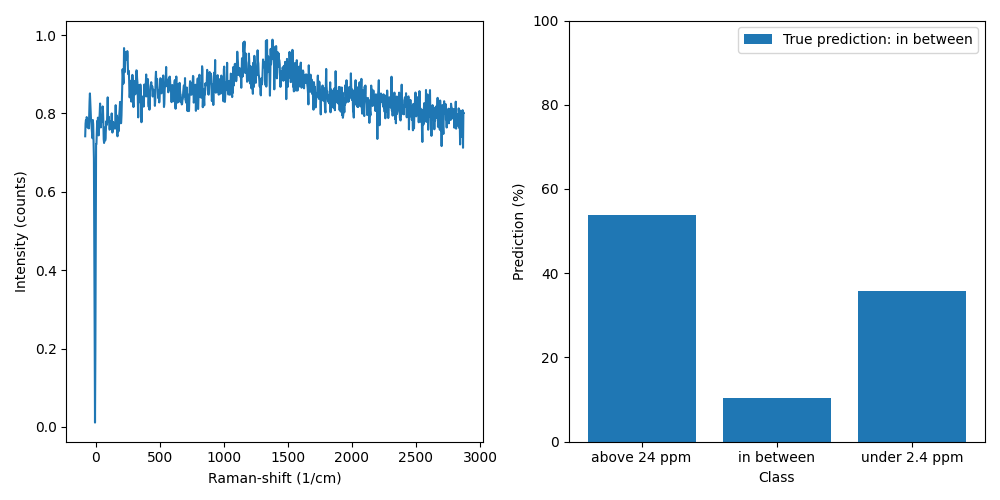 1.0
0.8
0.6
0.4
0.2
0.0
Intensity (counts)
0 500 1000 1500 2000 2500 3000
Raman-shift (1/cm)
100
80
60
40
20
0
Prediction (%)
True prediction: in between
above 24 ppm in between under 2.4 ppm
Class